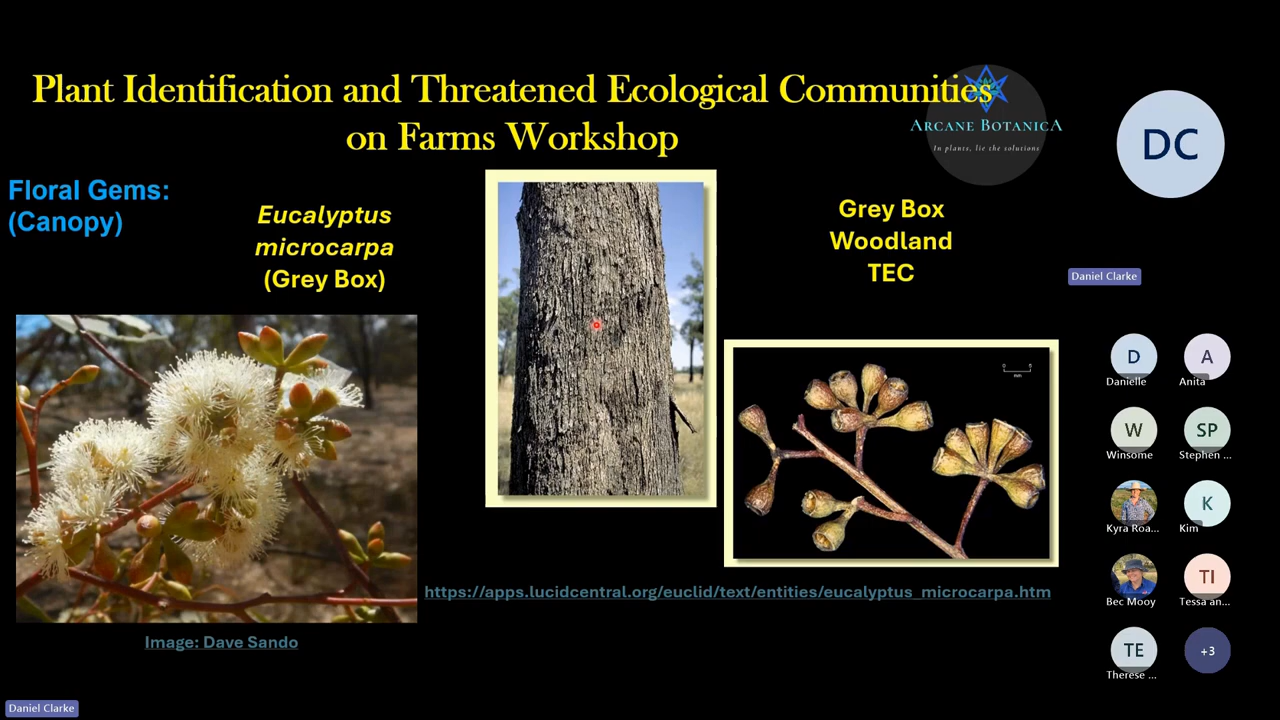 Plant Identification and Threatened Ecological Communities
on Farms Workshop
ARCANE BOTANICA
In plants, lie the solutions
DC
Floral Gems:
(Canopy)
Eucalyptus
microcarpa
(Grey Box)
Grey Box
Woodland
TEC
Daniel Clarke
D
Danielle
A
Anita
W
Winsome
SP
Stephen ...
Kyra Roa...
K
Kim
Bec Mooy
TI
Tessa an...
TE
Therese ...
+3
0 5
mm
https://apps.lucidcentral.org/euclid/text/entities/eucalyptus_microcarpa.htm
Image: Dave Sando
Daniel Clarke